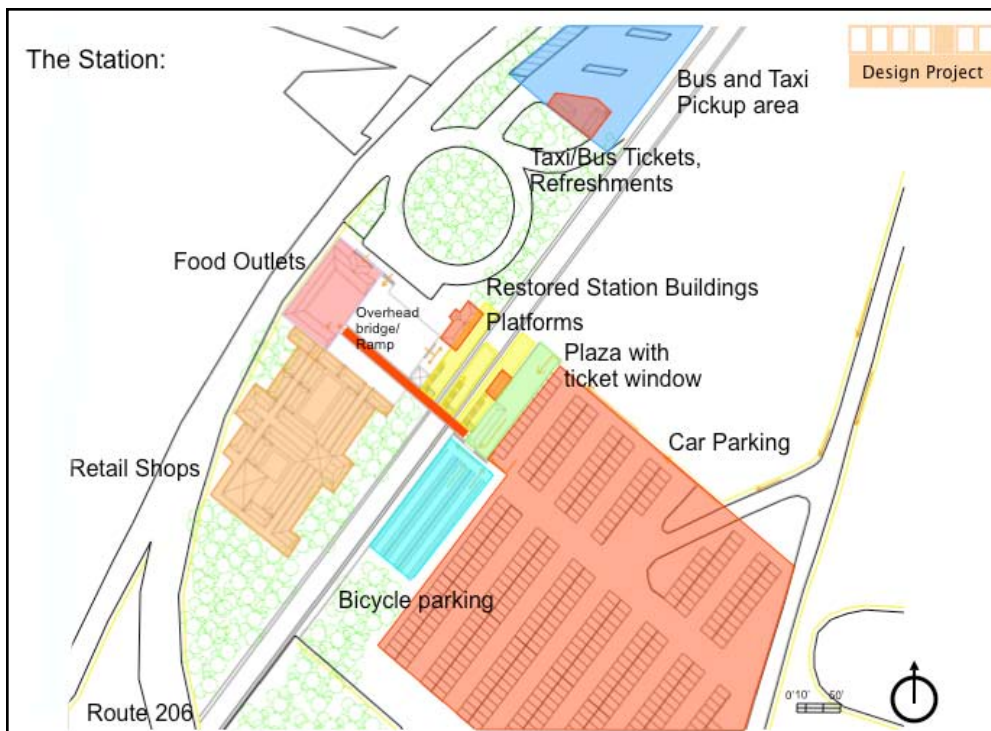 The Station:
Design Project
Bus and Taxi
Pickup area
Taxi/Bus Tickets,
Refreshments
Food Outlets
Restored Station Buildings
Overhead
bridge/
Ramp
Platforms
Plaza with
ticket window
Car Parking
Retail Shops
Bicycle parking
Route 206
0'10' 50'